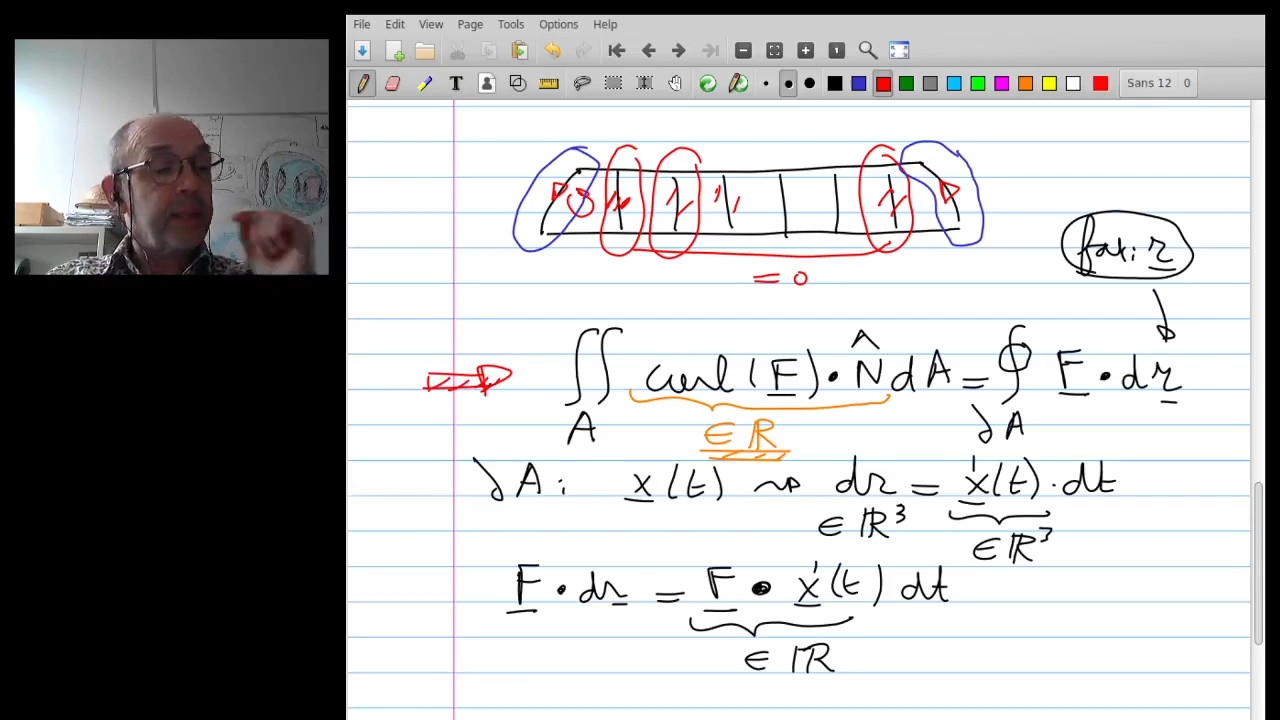 File Edit View Page Tools Options Help
Sans 12 0
= 0
∬_A curl(F) · N̂ dA = ∮_∂A F · dr
∈ ℝ
∂A: x(t) ⇝ dr = x'(t) · dt
∈ ℝ³ ∈ ℝ³
F · dr = F · x'(t) dt
∈ ℝ